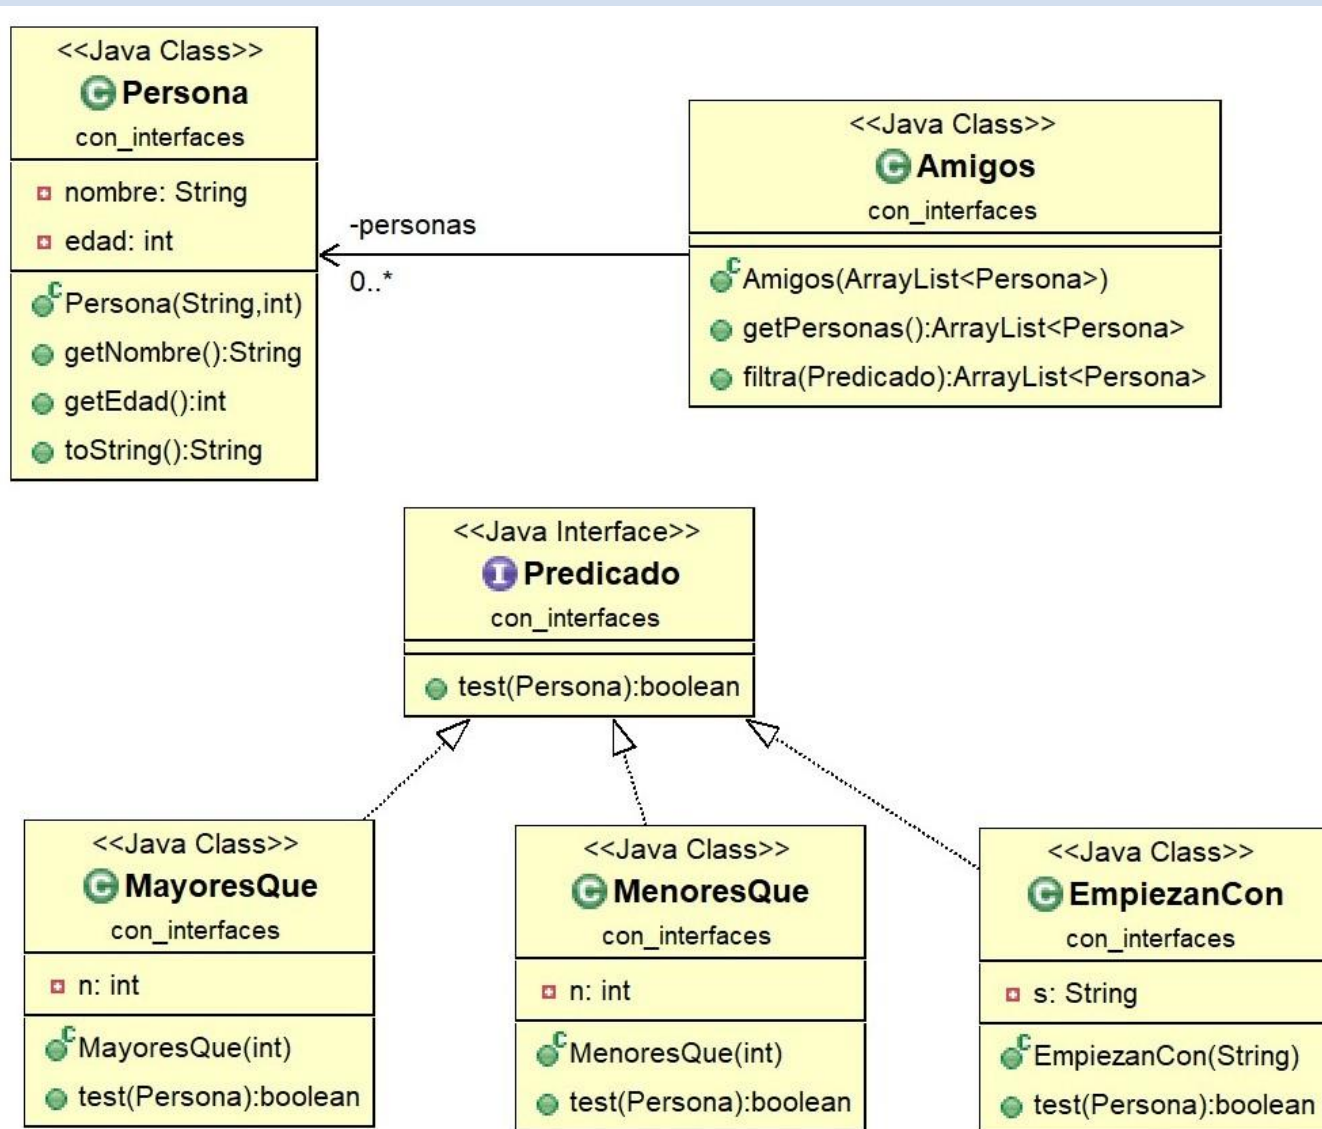 <<Java Class>>
Persona
con_interfaces
nombre: String
edad: int
Persona(String,int)
getNombre():String
getEdad():int
toString():String
-personas
0..*
<<Java Class>>
Amigos
con_interfaces
Amigos(ArrayList<Persona>)
getPersonas():ArrayList<Persona>
filtra(Predicado):ArrayList<Persona>
<<Java Interface>>
Predicado
con_interfaces
test(Persona):boolean
<<Java Class>>
MayoresQue
con_interfaces
n: int
MayoresQue(int)
test(Persona):boolean
<<Java Class>>
MenoresQue
con_interfaces
n: int
MenoresQue(int)
test(Persona):boolean
<<Java Class>>
EmpiezanCon
con_interfaces
s: String
EmpiezanCon(String)
test(Persona):boolean